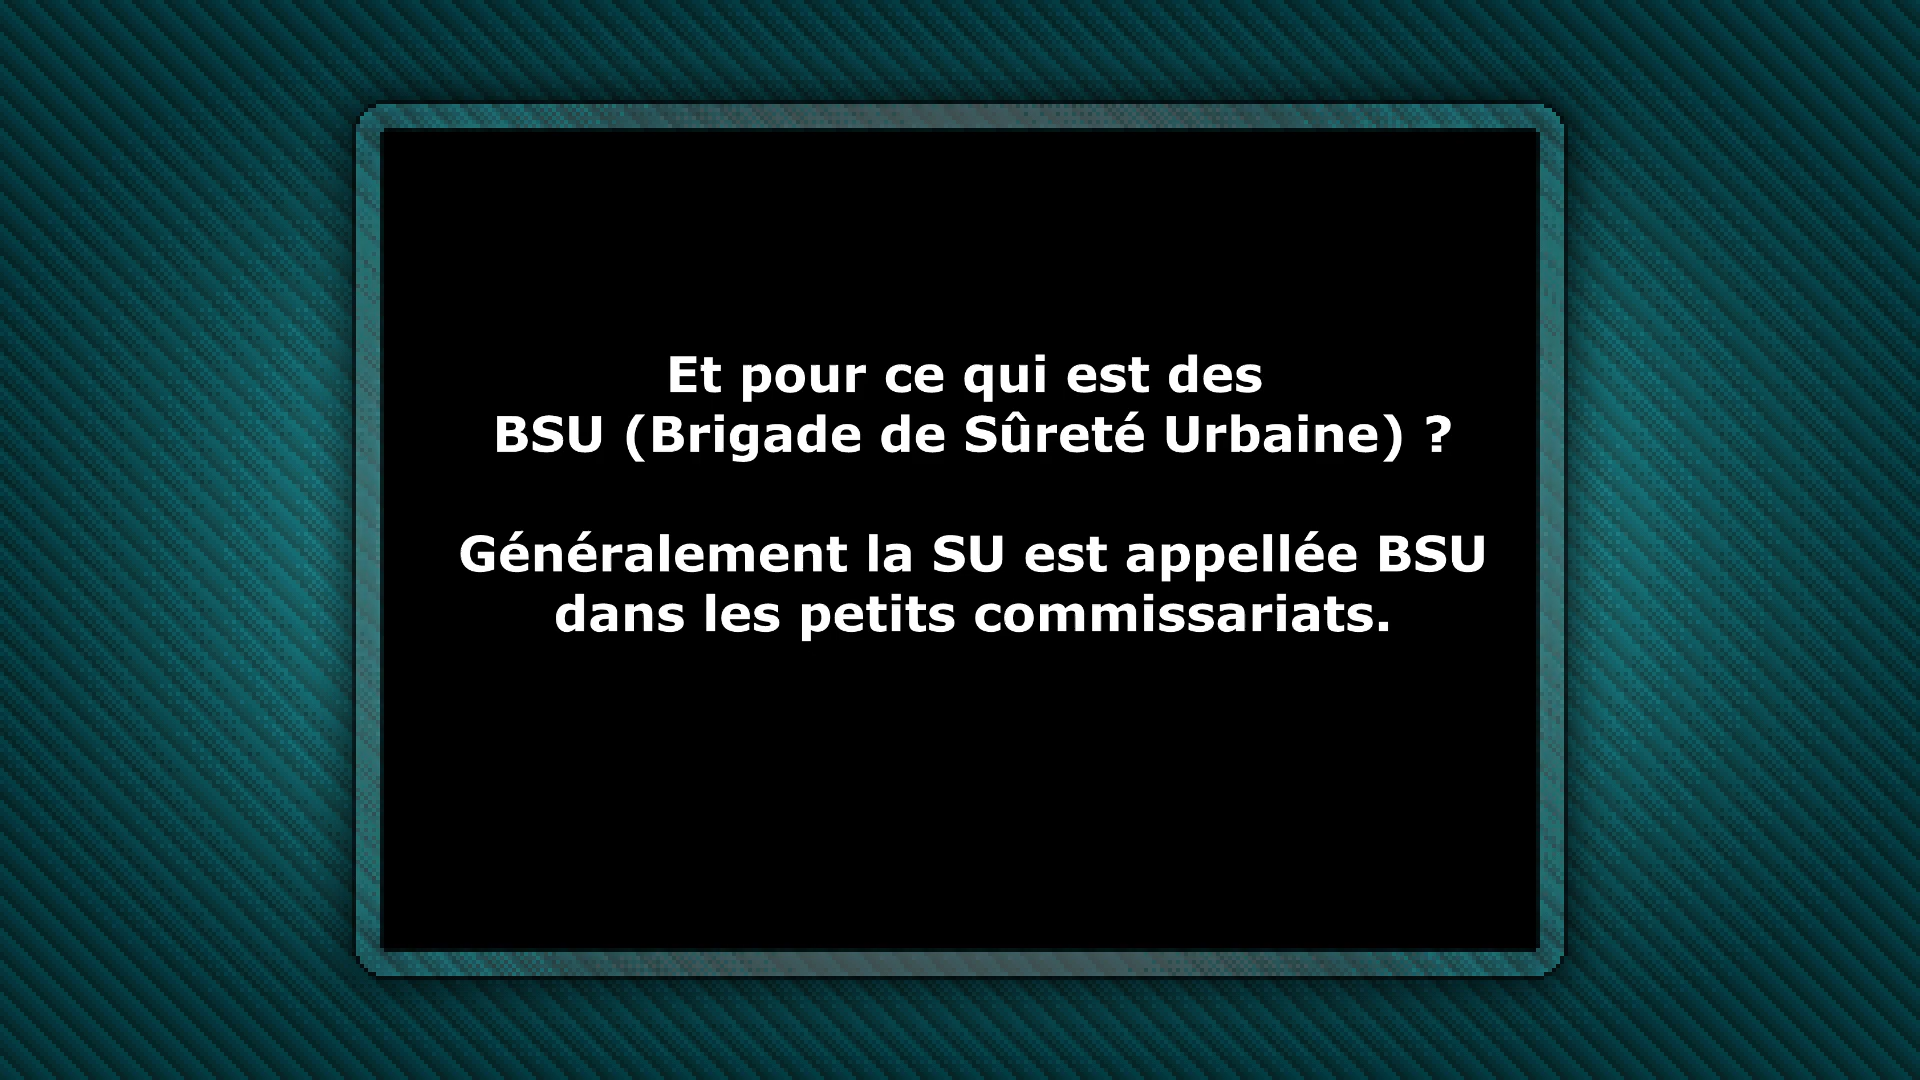 Et pour ce qui est des
BSU (Brigade de Sûreté Urbaine) ?
Généralement la SU est appellée BSU
dans les petits commissariats.